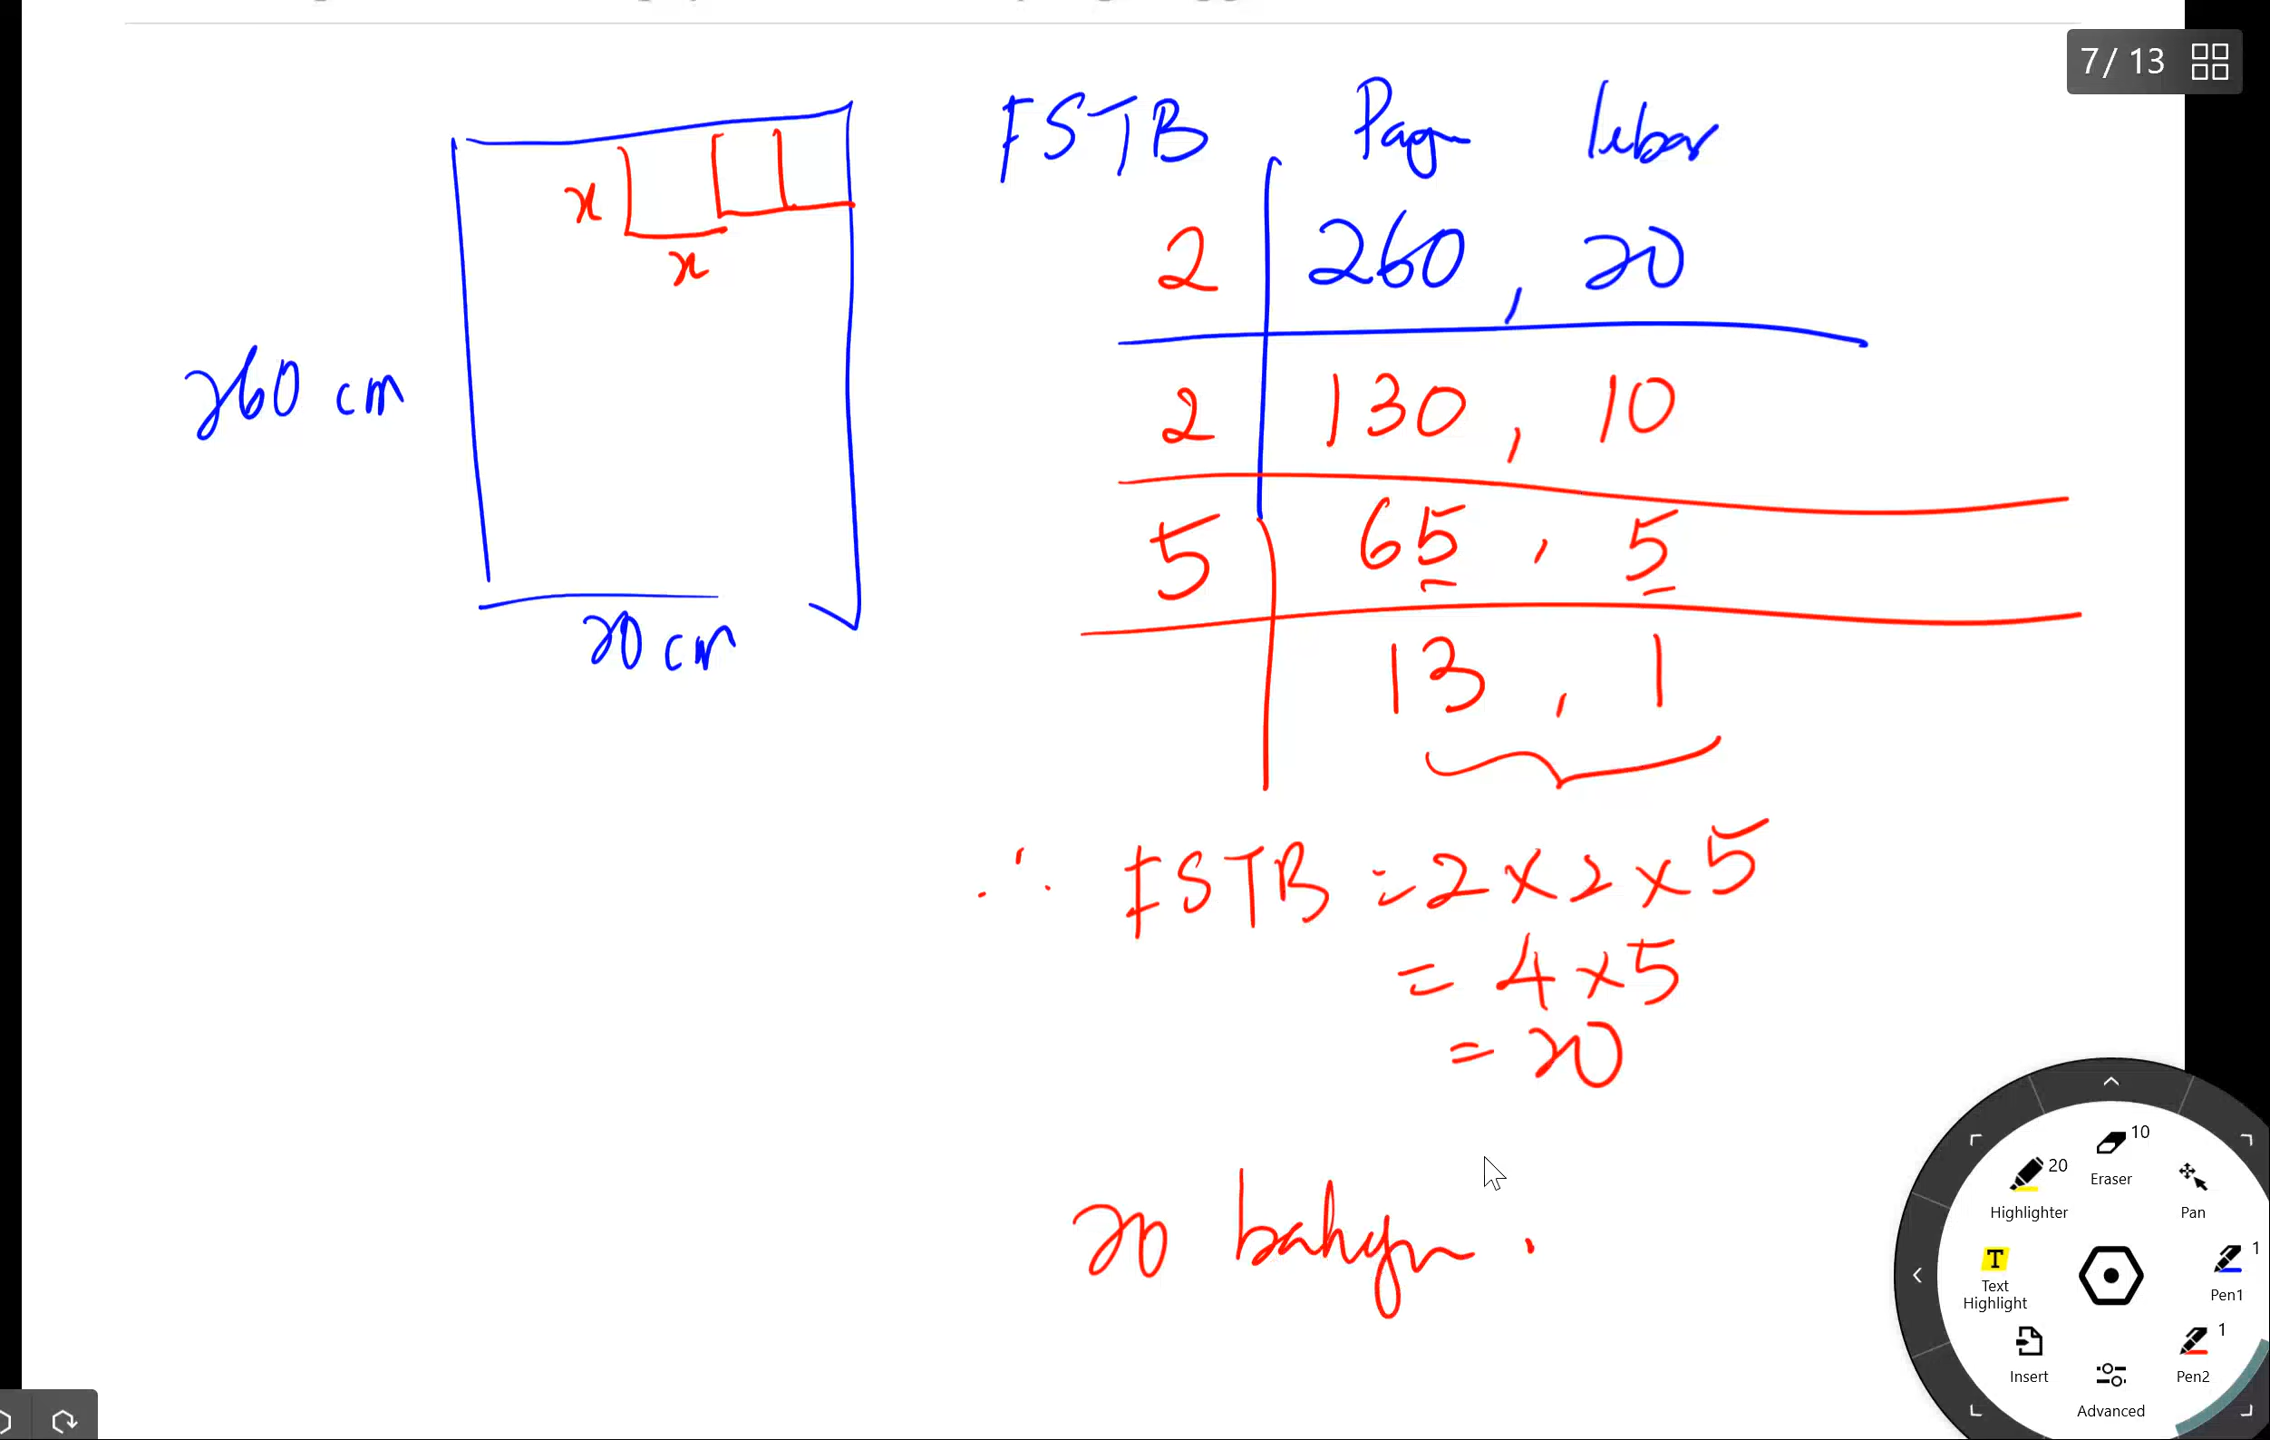 7/ 13
x
x
260 cm
20 cm
FSTB
lebar
2 260 , 20
2 130 , 10
5 65 , 5
13 , 1
∴ FSTB = 2 × 2 × 5
= 4 × 5
= 20
20
10
Eraser
20
Highlighter
Pan
T
Text
Highlight
1
Pen1
Insert
1
Pen2
Advanced